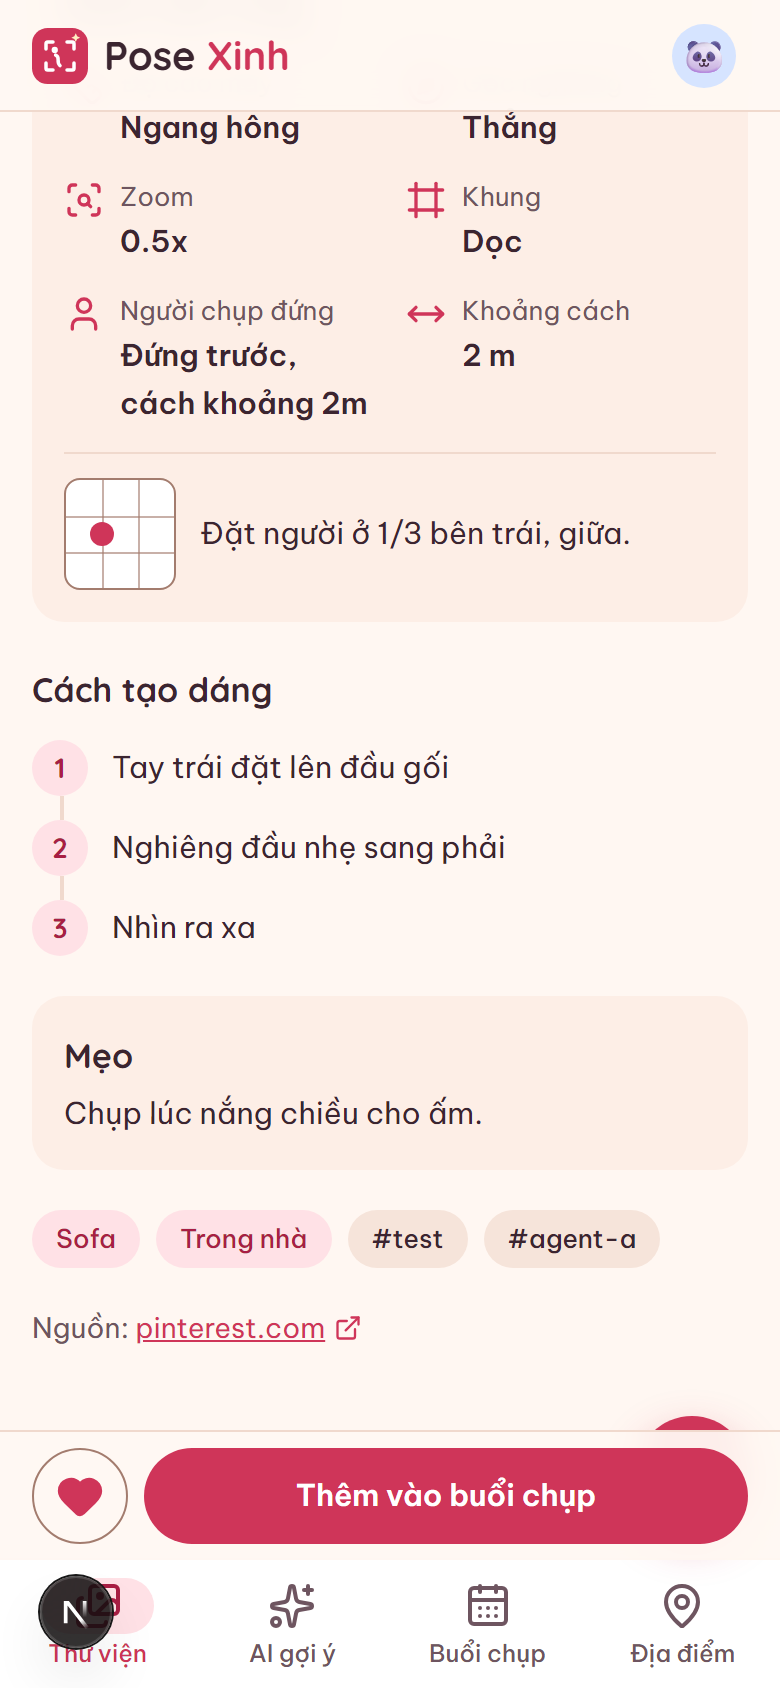 Pose Xinh
Ngang hông
Thẳng
Zoom
0.5x
Khung
Dọc
Người chụp đứng
Đứng trước,
cách khoảng 2m
Khoảng cách
2 m
Đặt người ở 1/3 bên trái, giữa.
Cách tạo dáng
1 Tay trái đặt lên đầu gối
2 Nghiêng đầu nhẹ sang phải
3 Nhìn ra xa
Mẹo
Chụp lúc nắng chiều cho ấm.
Sofa Trong nhà #test #agent-a
Nguồn: pinterest.com
Thêm vào buổi chụp
N
Thư viện AI gợi ý Buổi chụp Địa điểm